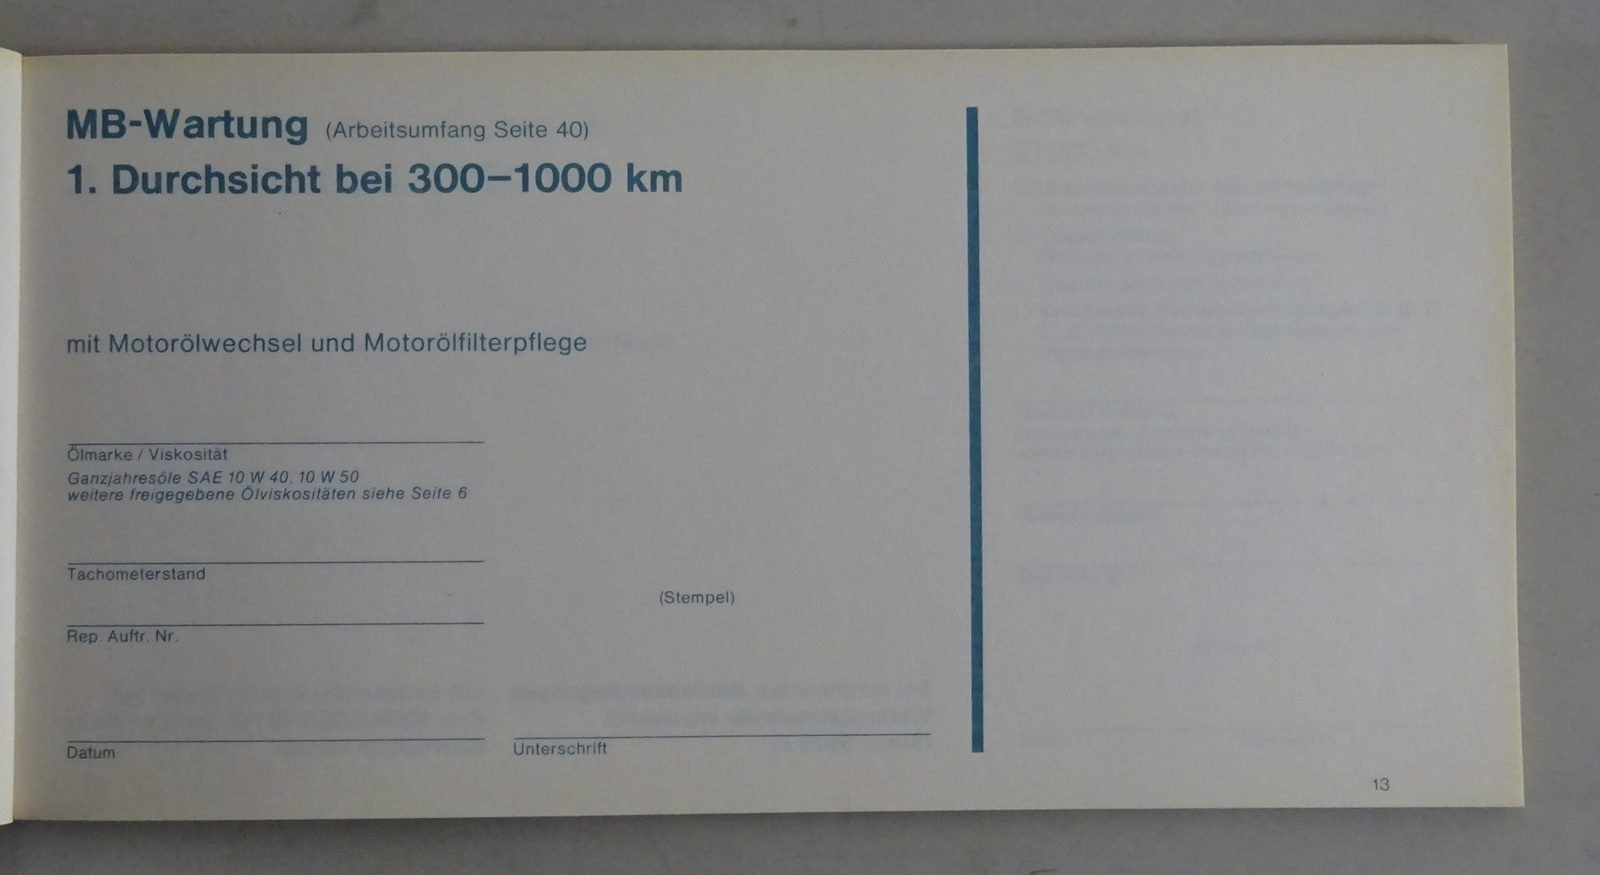 MB-Wartung (Arbeitsumfang Seite 40)
1. Durchsicht bei 300–1000 km
mit Motorölwechsel und Motorölfilterpflege
Ölmarke / Viskosität
Ganzjahresöle SAE 10 W 40, 10 W 50
weitere freigegebene Ölviskositäten siehe Seite 6
Tachometerstand
(Stempel)
Rep. Auftr. Nr.
Datum
Unterschrift
13